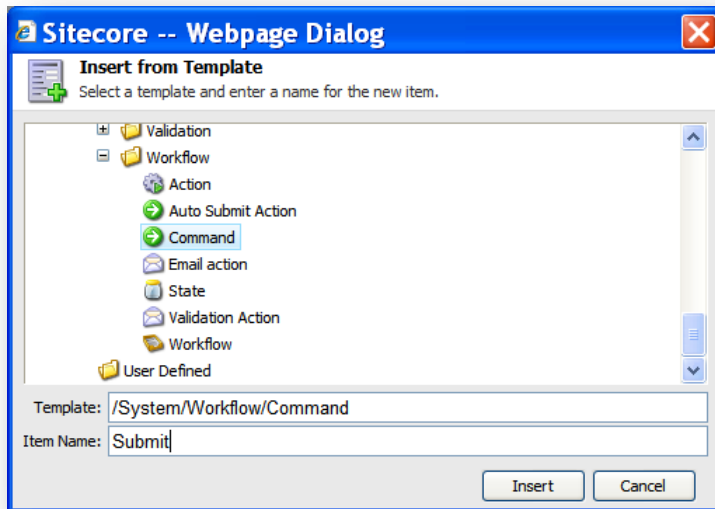 Sitecore -- Webpage Dialog
Insert from Template
Select a template and enter a name for the new item.
Validation
Workflow
Action
Auto Submit Action
Command
Email action
State
Validation Action
Workflow
User Defined
Template: /System/Workflow/Command
Item Name: Submit
Insert Cancel